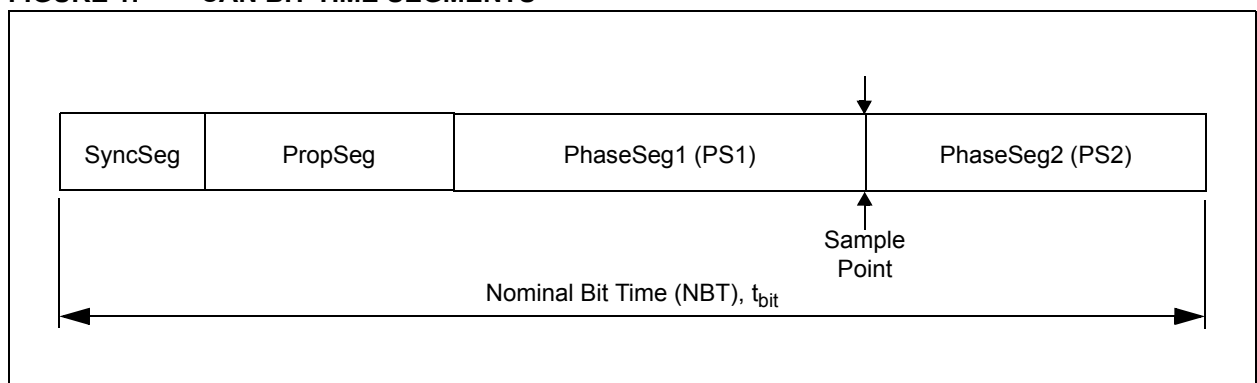 SyncSeg
PropSeg
PhaseSeg1 (PS1)
PhaseSeg2 (PS2)
Sample
Point
Nominal Bit Time (NBT), tbit